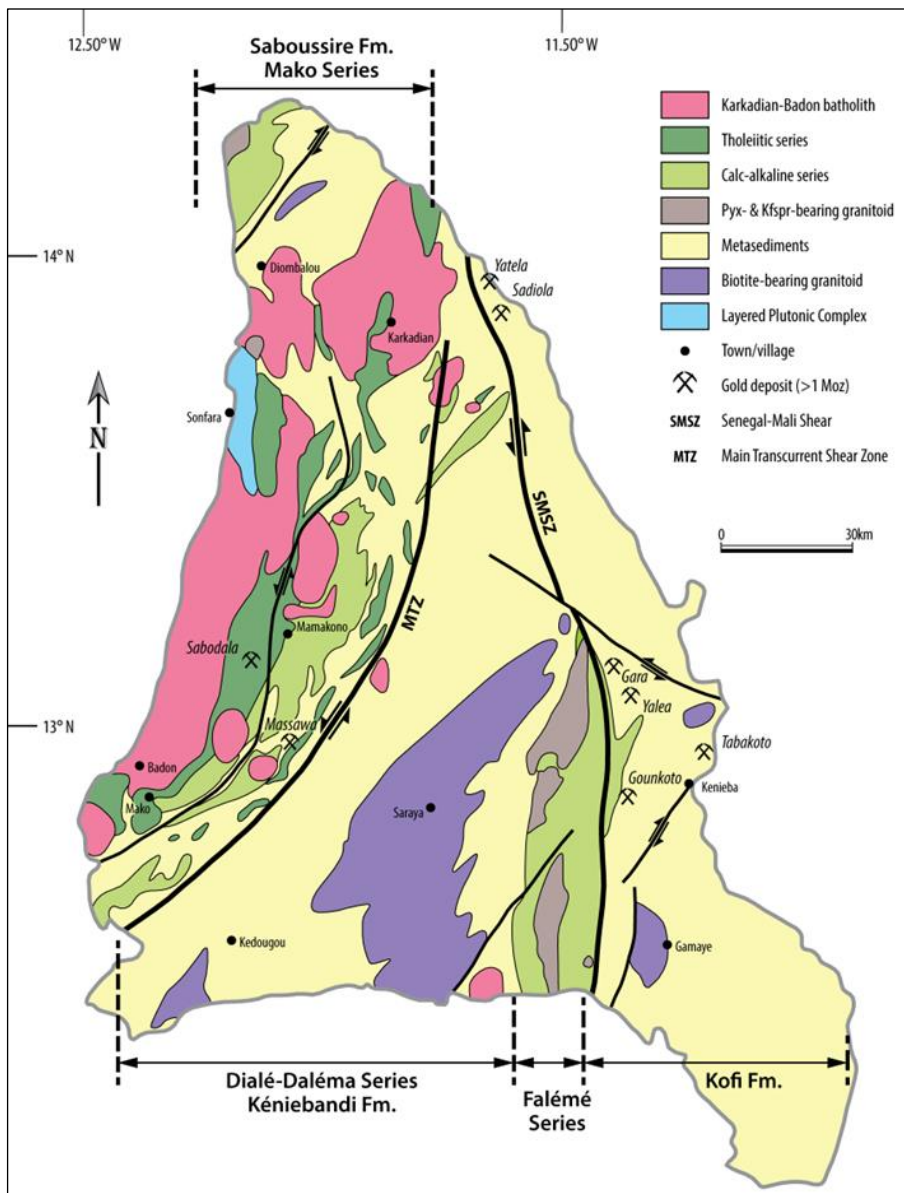 12.50°W
11.50°W
Saboussire Fm.
Mako Series
Karkadian-Badon batholith
Tholeiitic series
Calc-alkaline series
Pyx- & Kfspr-bearing granitoid
Metasediments
Biotite-bearing granitoid
Layered Plutonic Complex
Town/village
Gold deposit (>1 Moz)
SMSZ Senegal-Mali Shear
MTZ Main Transcurrent Shear Zone
0 30km
14°N
Diombalou
Yatela
Sadiola
Karkadian
N
Sonfara
SMSZ
MTZ
Mamakono
Sabodala
Gara
Yalea
13°N
Massawa
Tabakoto
Badon
Gounkoto
Kenieba
Mako
Saraya
Kedougou
Gamaye
Dialé-Daléma Series
Kéniebandi Fm.
Falémé
Series
Kofi Fm.